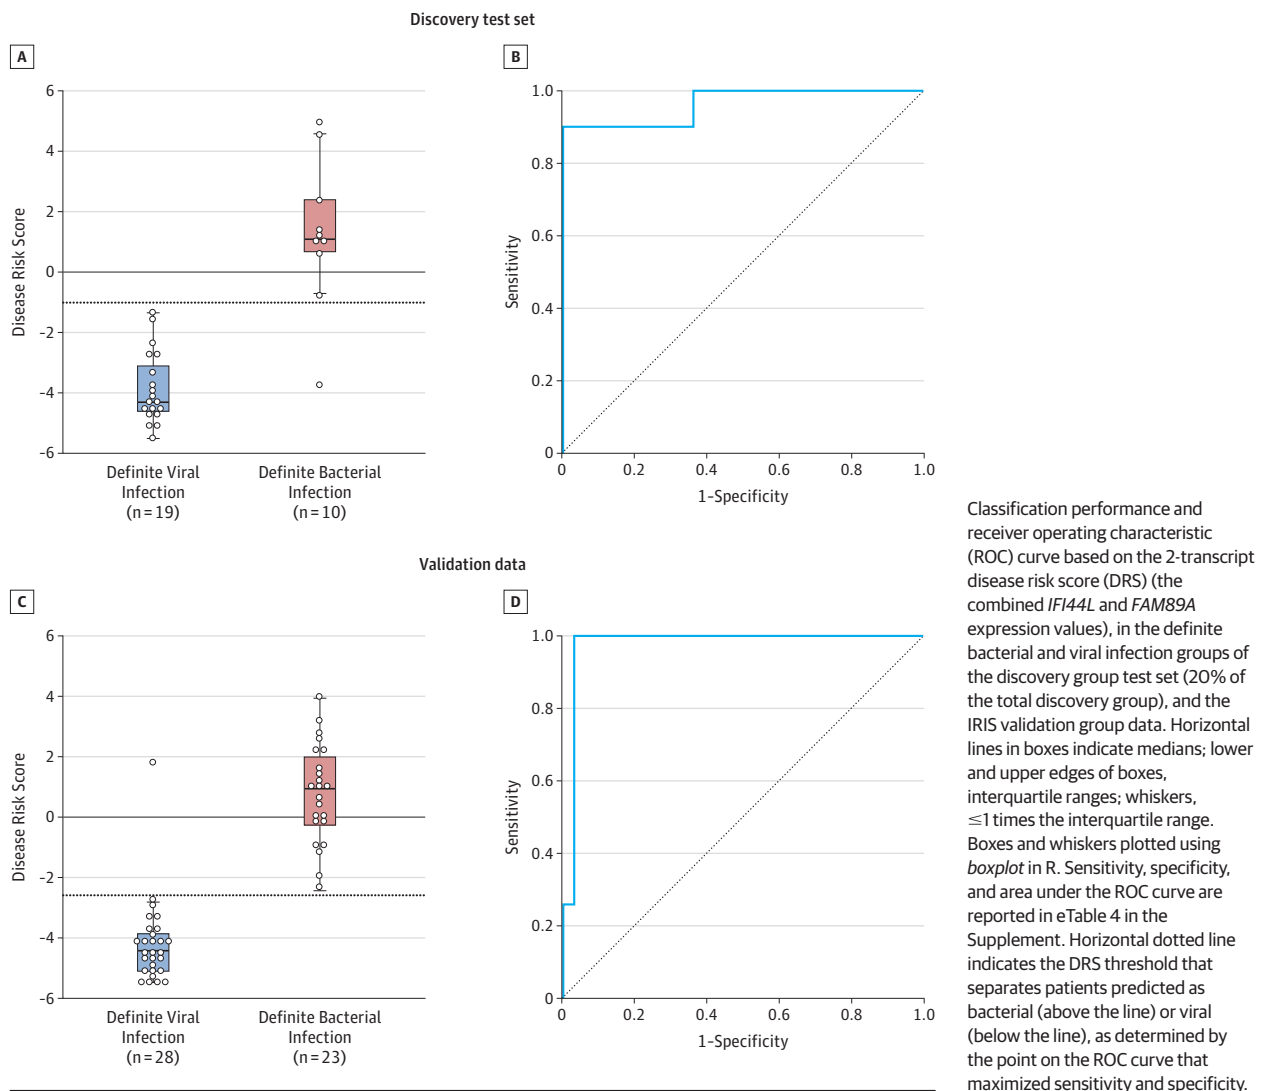 Discovery test set
A
6
4
2
0
-2
-4
-6
Disease Risk Score
Definite Viral
Infection
(n=19)
Definite Bacterial
Infection
(n=10)
B
1.0
0.8
0.6
0.4
0.2
0
Sensitivity
0
0.2
0.4
0.6
0.8
1.0
1-Specificity
Validation data
C
6
4
2
0
-2
-4
-6
Disease Risk Score
Definite Viral
Infection
(n=28)
Definite Bacterial
Infection
(n=23)
D
1.0
0.8
0.6
0.4
0.2
0
Sensitivity
0
0.2
0.4
0.6
0.8
1.0
1-Specificity
Classification performance and
receiver operating characteristic
(ROC) curve based on the 2-transcript
disease risk score (DRS) (the
combined IFI44L and FAM89A
expression values), in the definite
bacterial and viral infection groups of
the discovery group test set (20% of
the total discovery group), and the
IRIS validation group data. Horizontal
lines in boxes indicate medians; lower
and upper edges of boxes,
interquartile ranges; whiskers,
≤1 times the interquartile range.
Boxes and whiskers plotted using
boxplot in R. Sensitivity, specificity,
and area under the ROC curve are
reported in eTable 4 in the
Supplement. Horizontal dotted line
indicates the DRS threshold that
separates patients predicted as
bacterial (above the line) or viral
(below the line), as determined by
the point on the ROC curve that
maximized sensitivity and specificity.